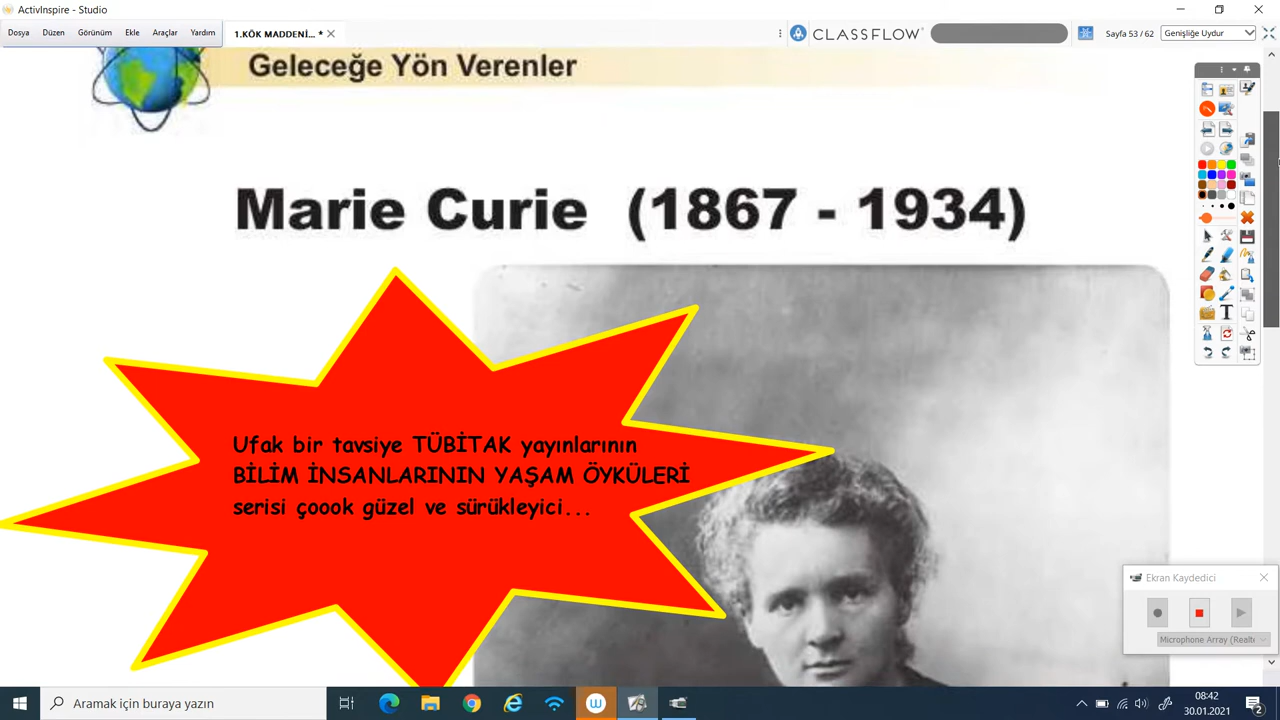 ActivInspire - Studio
Dosya Düzen Görünüm Ekle Araçlar Yardım
1.KÖK MADDENİ... *
CLASSFLOW
Sayfa 53 / 62
Genişliğe Uydur
Geleceğe Yön Verenler
Marie Curie (1867 - 1934)
Ufak bir tavsiye TÜBİTAK yayınlarının
BİLİM İNSANLARININ YAŞAM ÖYKÜLERİ
serisi çoook güzel ve sürükleyici...
Ekran Kaydedici
Microphone Array (Realte
Aramak için buraya yazın
08:42
30.01.2021
2